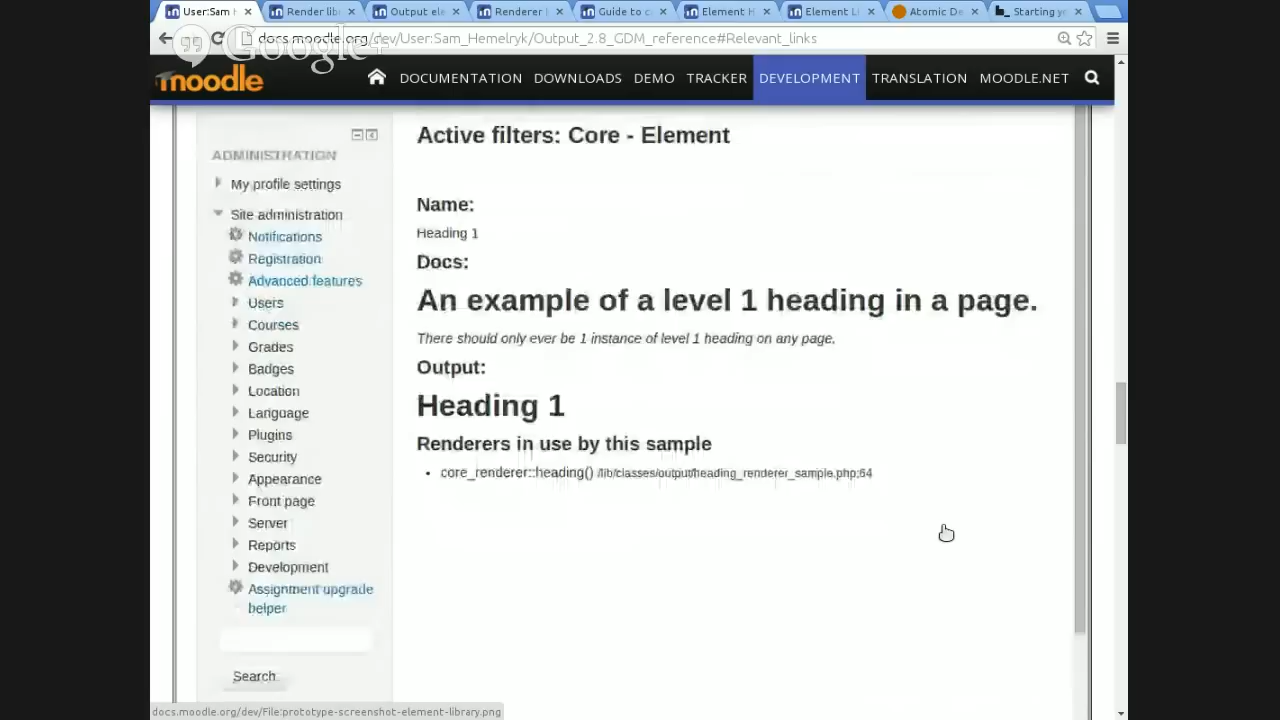 User:Sam H
Render lib
Output ele
Renderer
Guide to c
Element H
Element Li
Atomic De
Starting yo
docs.moodle.org/dev/User:Sam_Hemelryk/Output_2.8_GDM_reference#Relevant_links
Google+
moodle
DOCUMENTATION DOWNLOADS DEMO TRACKER DEVELOPMENT TRANSLATION MOODLE.NET
ADMINISTRATION
My profile settings
Site administration
Notifications
Registration
Advanced features
Users
Courses
Grades
Badges
Location
Language
Plugins
Security
Appearance
Front page
Server
Reports
Development
Assignment upgrade
helper
Search
Active filters: Core - Element
Name:
Heading 1
Docs:
An example of a level 1 heading in a page.
There should only ever be 1 instance of level 1 heading on any page.
Output:
Heading 1
Renderers in use by this sample
• core_renderer::heading() /lib/classes/output/heading_renderer_sample.php:64
docs.moodle.org/dev/File:prototype-screenshot-element-library.png